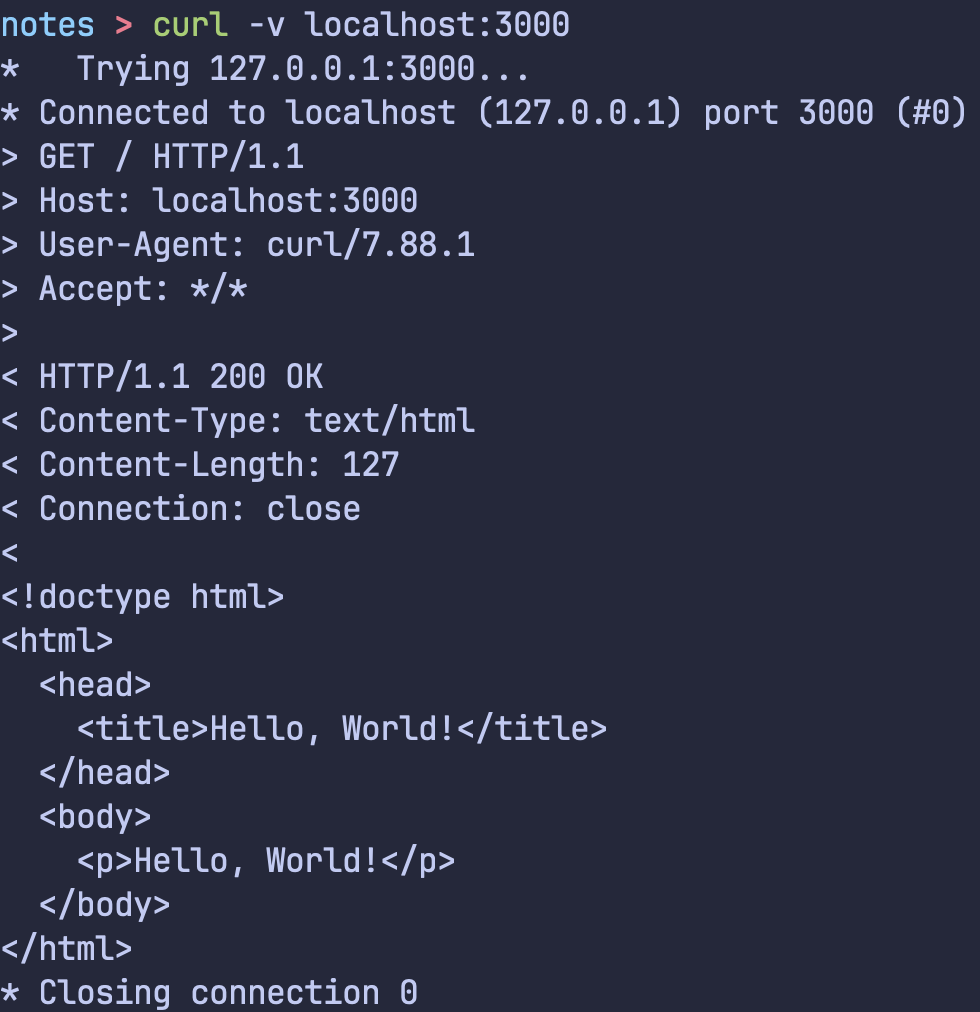 notes > curl -v localhost:3000
*   Trying 127.0.0.1:3000...
* Connected to localhost (127.0.0.1) port 3000 (#0)
> GET / HTTP/1.1
> Host: localhost:3000
> User-Agent: curl/7.88.1
> Accept: */*
>
< HTTP/1.1 200 OK
< Content-Type: text/html
< Content-Length: 127
< Connection: close
<
<!doctype html>
<html>
  <head>
    <title>Hello, World!</title>
  </head>
  <body>
    <p>Hello, World!</p>
  </body>
</html>
* Closing connection 0